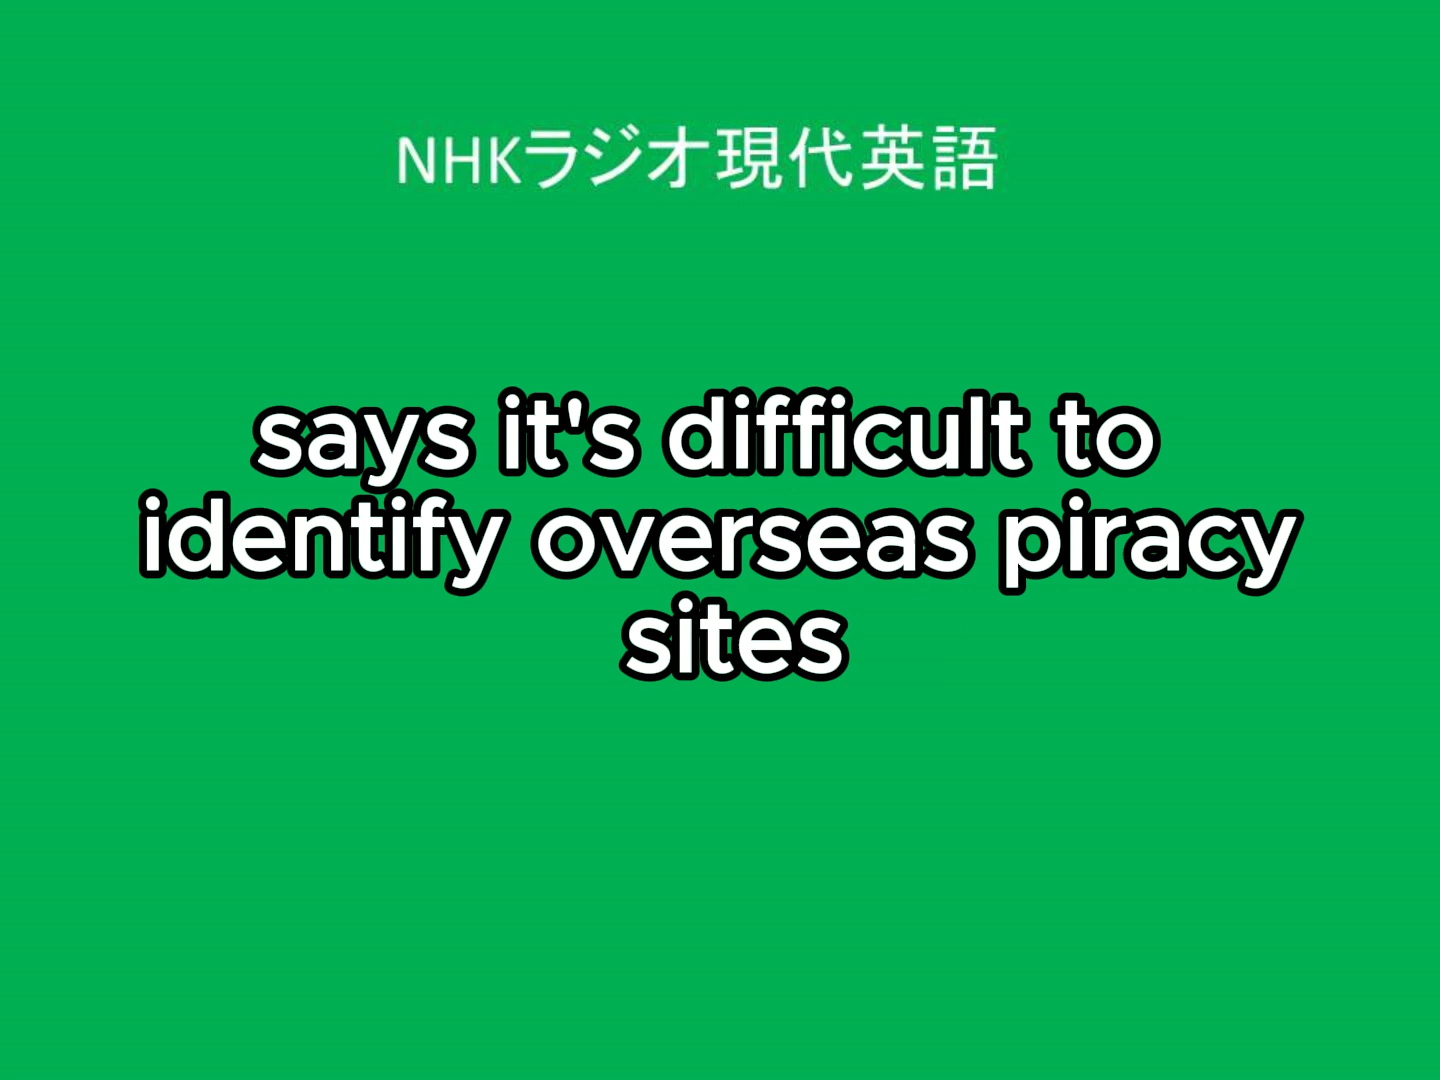 NHKラジオ現代英語
says it's difficult to
identify overseas piracy
sites